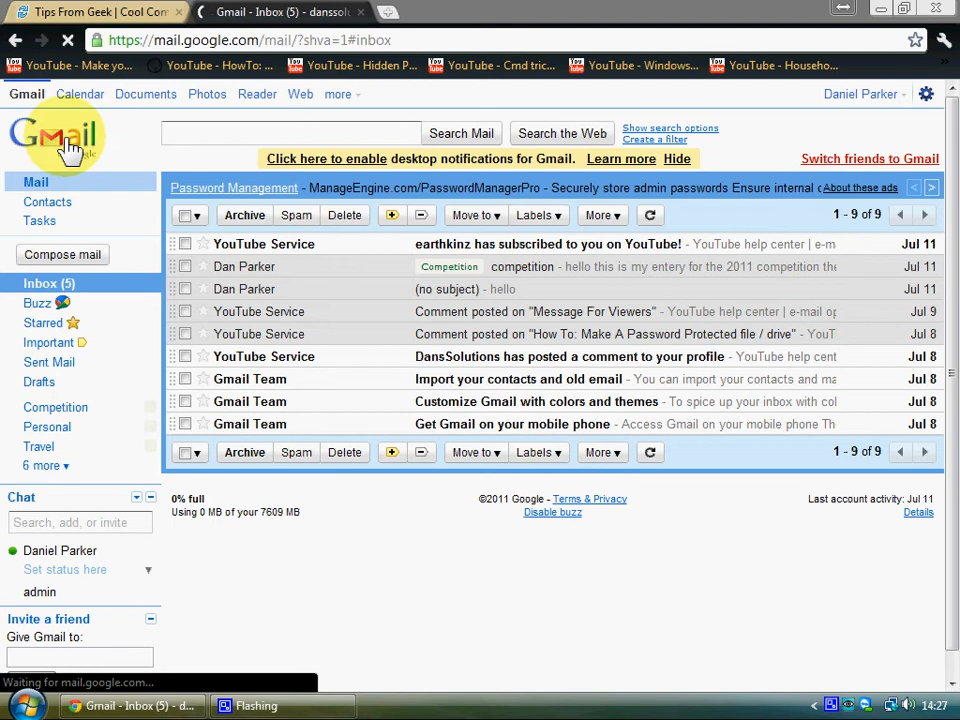 Tips From Geek | Cool Com
Gmail - Inbox (5) - danssolu
https://mail.google.com/mail/?shva=1#inbox
YouTube - Make yo...
YouTube - HowTo: ...
YouTube - Hidden P...
YouTube - Cmd tric...
YouTube - Windows...
YouTube - Househo...
Gmail Calendar Documents Photos Reader Web more
Daniel Parker
Gmail
Search Mail
Search the Web
Show search options
Create a filter
Click here to enable desktop notifications for Gmail. Learn more Hide
Switch friends to Gmail
Mail
Contacts
Tasks
Compose mail
Inbox (5)
Buzz
Starred
Important
Sent Mail
Drafts
Competition
Personal
Travel
6 more
Password Management - ManageEngine.com/PasswordManagerPro - Securely store admin passwords Ensure internal c
About these ads
< >
Archive Spam Delete Move to Labels More 1 - 9 of 9
YouTube Service earthkinz has subscribed to you on YouTube! - YouTube help center | e-m Jul 11
Dan Parker Competition competition - hello this is my entery for the 2011 competition the Jul 11
Dan Parker (no subject) - hello Jul 11
YouTube Service Comment posted on "Message For Viewers" - YouTube help center | e-mail op Jul 9
YouTube Service Comment posted on "How To: Make A Password Protected file / drive" - YouT Jul 8
YouTube Service DansSolutions has posted a comment to your profile - YouTube help cent Jul 8
Gmail Team Import your contacts and old email - You can import your contacts and ma Jul 8
Gmail Team Customize Gmail with colors and themes - To spice up your inbox with col Jul 8
Gmail Team Get Gmail on your mobile phone - Access Gmail on your mobile phone Th Jul 8
Archive Spam Delete Move to Labels More 1 - 9 of 9
0% full
Using 0 MB of your 7609 MB
©2011 Google - Terms & Privacy
Disable buzz
Last account activity: Jul 11
Details
Chat
Search, add, or invite
Daniel Parker
Set status here
admin
Invite a friend
Give Gmail to:
Waiting for mail.google.com...
Gmail - Inbox (5) - d...
Flashing
14:27